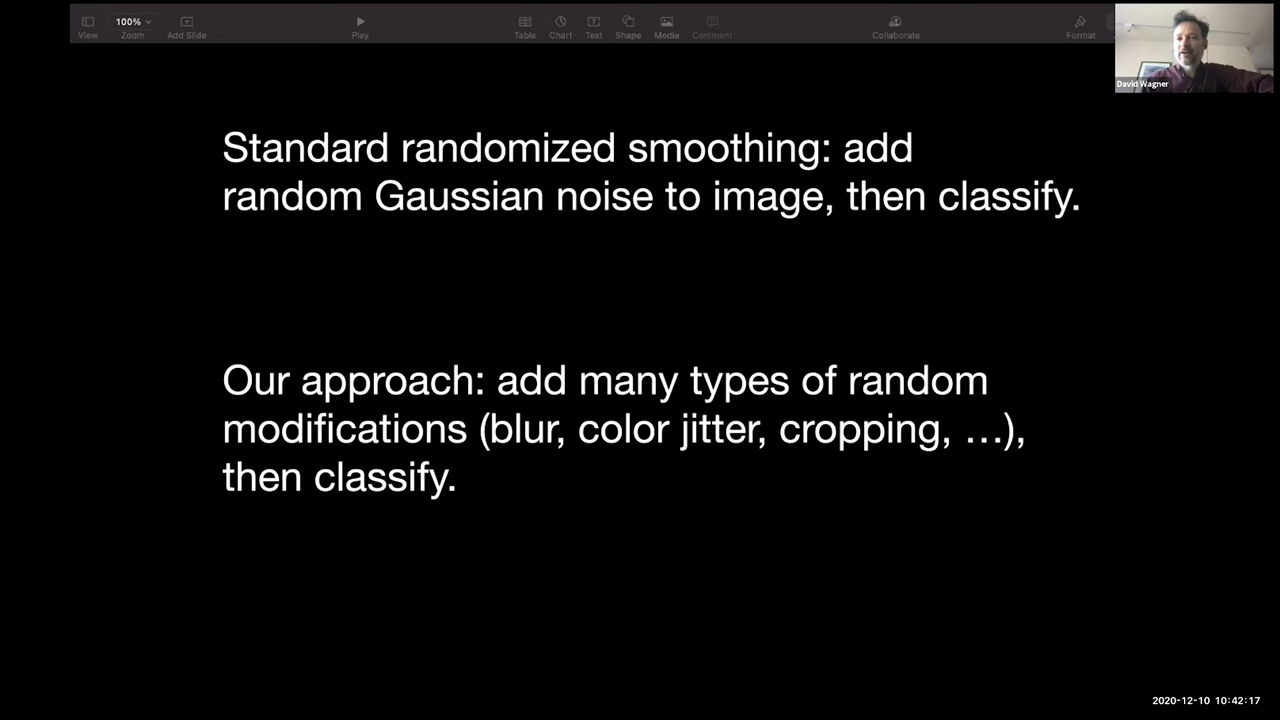 100%
View
Zoom
Add Slide
Play
Table
Chart
Text
Shape
Media
Comment
Collaborate
Format
David Wagner
Standard randomized smoothing: add
random Gaussian noise to image, then classify.
Our approach: add many types of random
modifications (blur, color jitter, cropping, …),
then classify.
2020-12-10 10:42:17